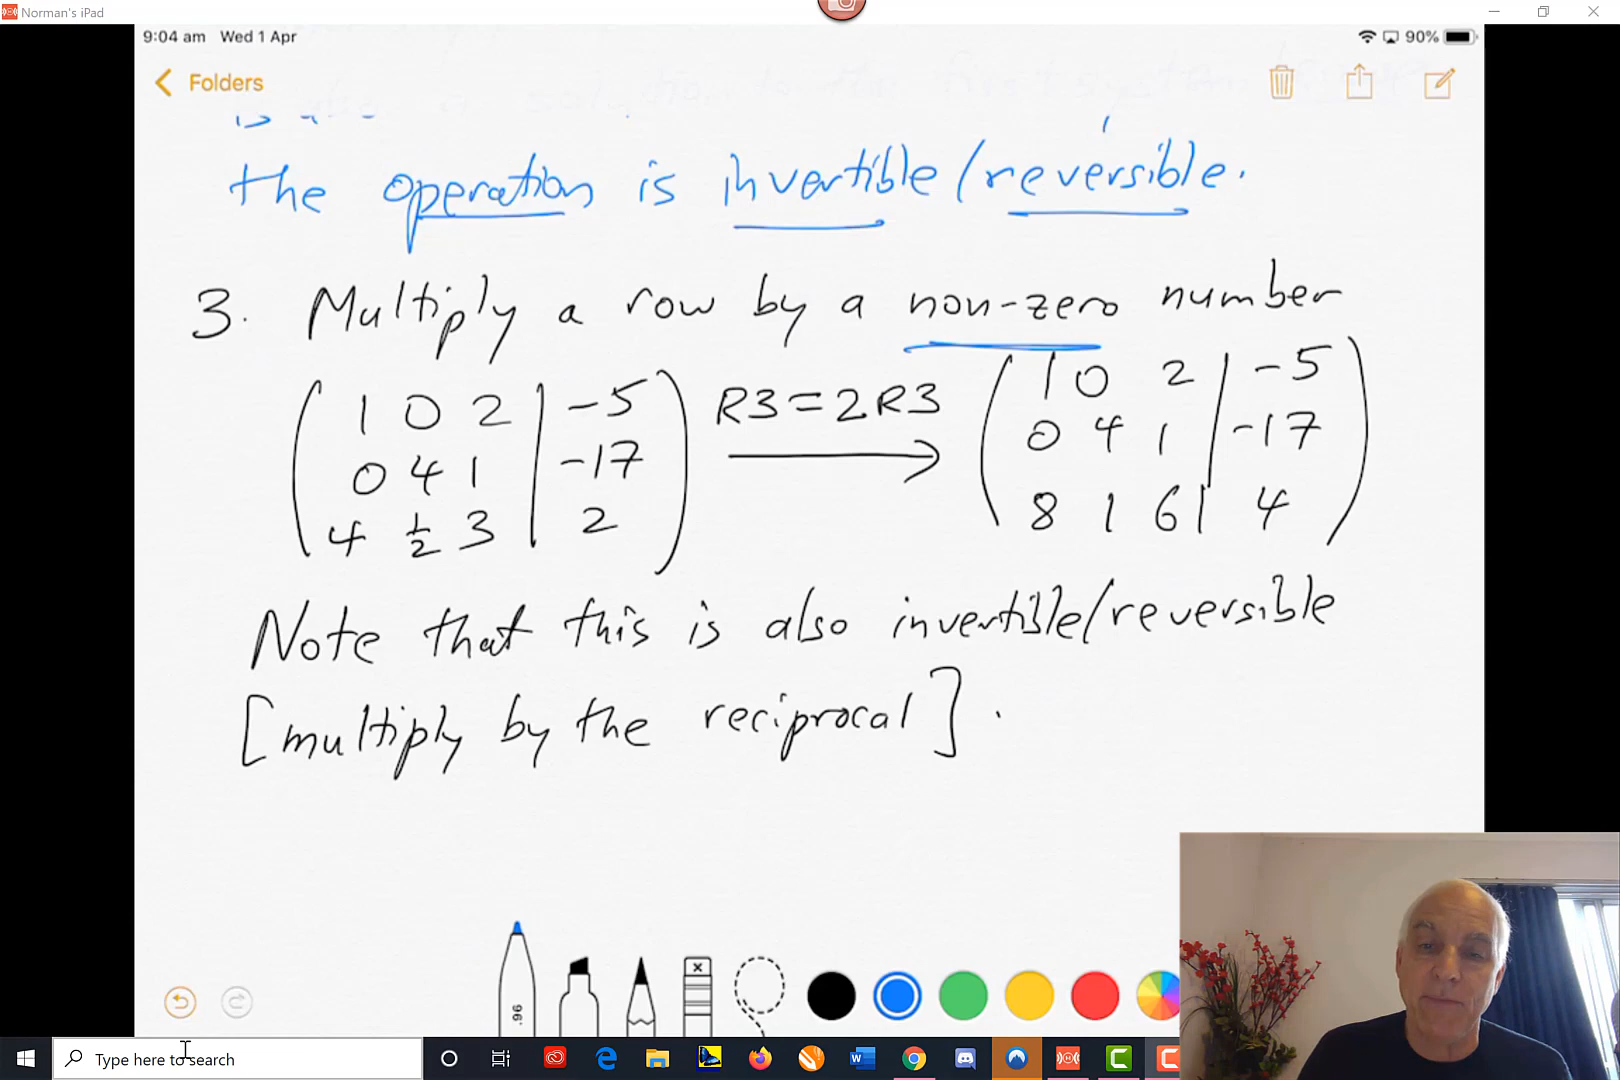 Norman's iPad
9:04 am Wed 1 Apr
90%
Folders
the operation is invertible/reversible.
3. Multiply a row by a non-zero number
1 0 2 | -5 R3=2R3 1 0 2 | -5
0 4 1 | -17 0 4 1 | -17
4 1/2 3 | 2 8 1 6 | 4
Note that this is also invertible/reversible
[multiply by the reciprocal].
.96
Type here to search